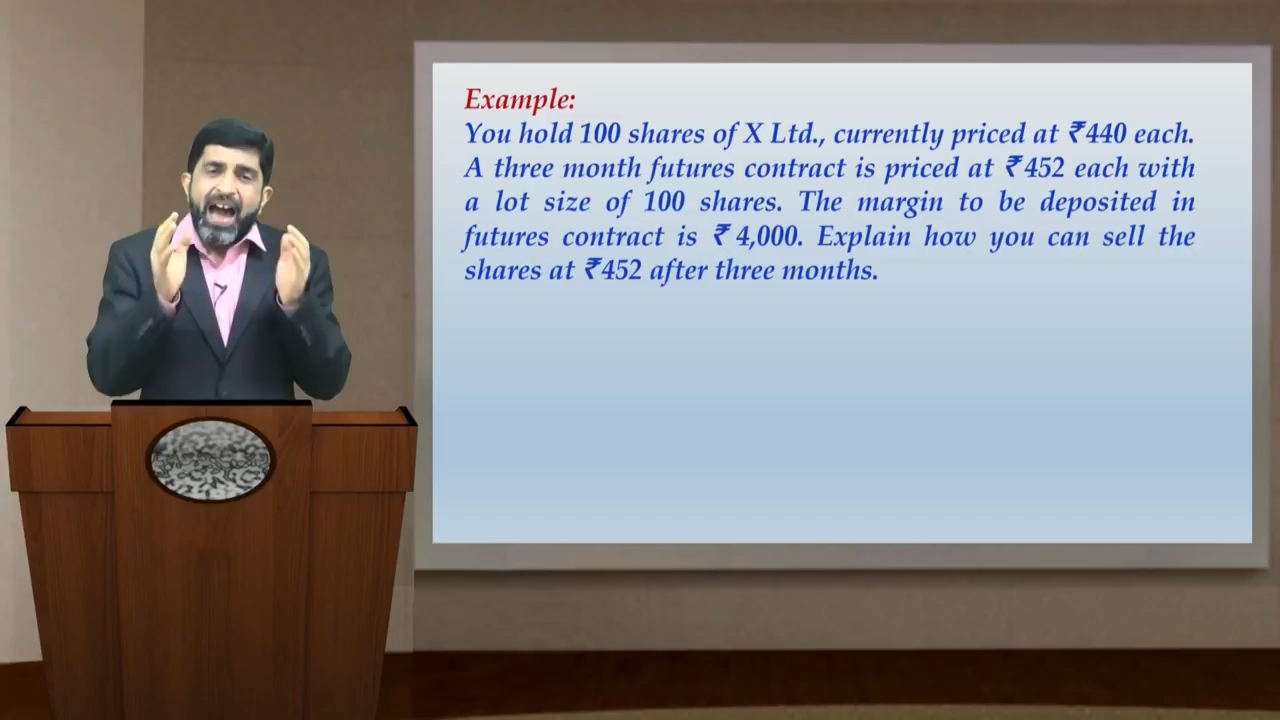 Example:
You hold 100 shares of X Ltd., currently priced at ₹440 each.
A three month futures contract is priced at ₹452 each with
a lot size of 100 shares. The margin to be deposited in
futures contract is ₹ 4,000. Explain how you can sell the
shares at ₹452 after three months.